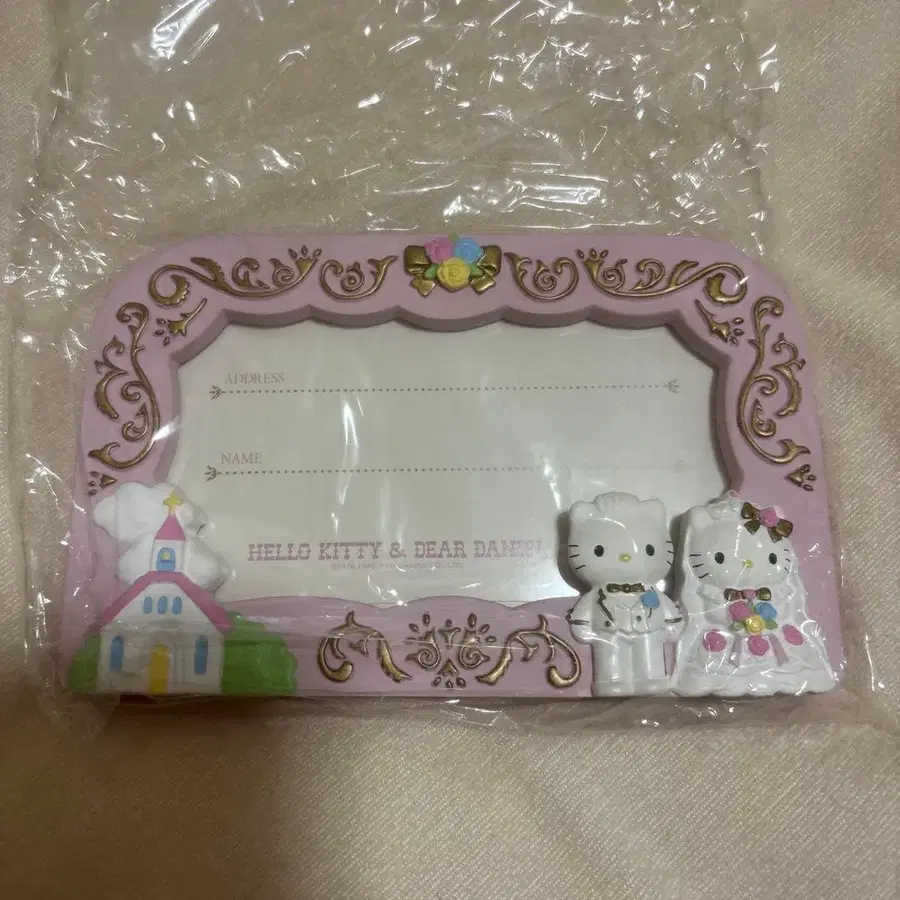 ADDRESS
NAME
HELLO KITTY & DEAR DANIEL